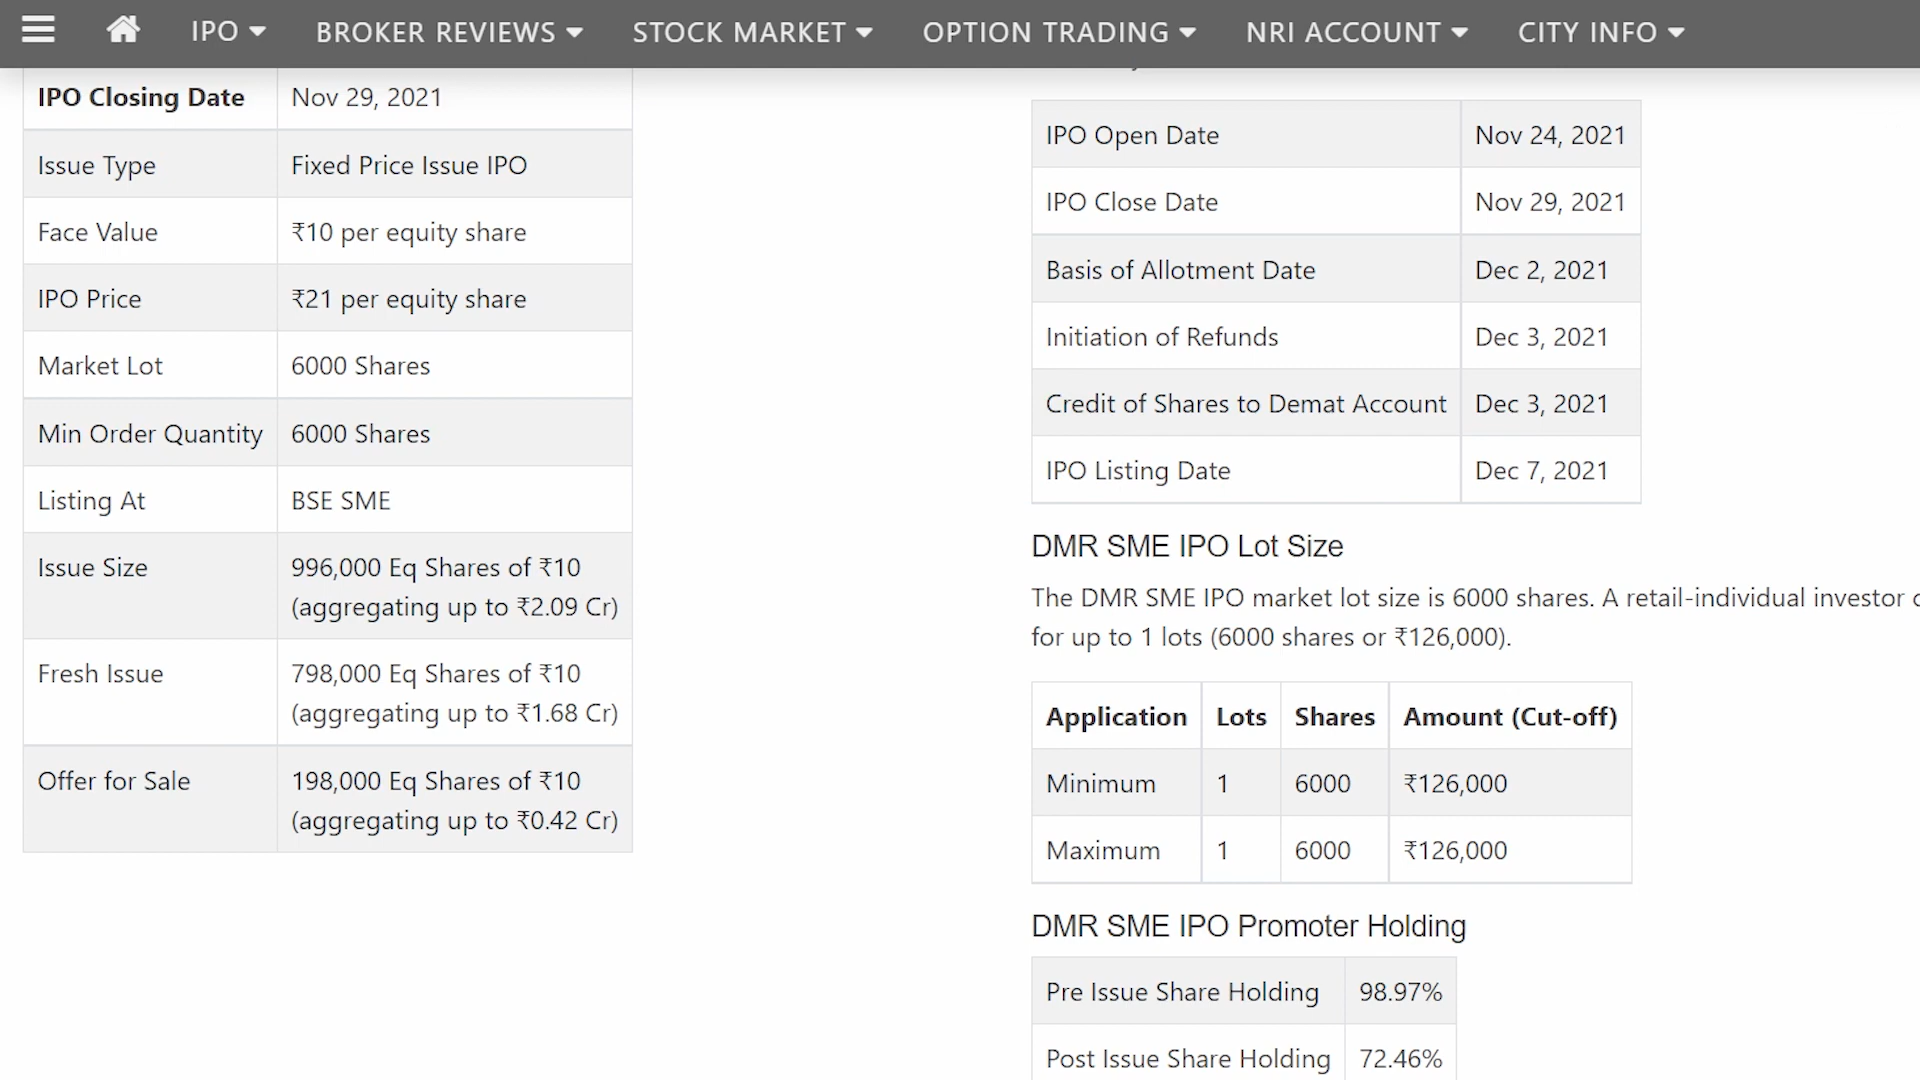 IPO BROKER REVIEWS STOCK MARKET OPTION TRADING NRI ACCOUNT CITY INFO
IPO Closing Date Nov 29, 2021
Issue Type Fixed Price Issue IPO
Face Value ₹10 per equity share
IPO Price ₹21 per equity share
Market Lot 6000 Shares
Min Order Quantity 6000 Shares
Listing At BSE SME
Issue Size 996,000 Eq Shares of ₹10
(aggregating up to ₹2.09 Cr)
Fresh Issue 798,000 Eq Shares of ₹10
(aggregating up to ₹1.68 Cr)
Offer for Sale 198,000 Eq Shares of ₹10
(aggregating up to ₹0.42 Cr)
IPO Open Date Nov 24, 2021
IPO Close Date Nov 29, 2021
Basis of Allotment Date Dec 2, 2021
Initiation of Refunds Dec 3, 2021
Credit of Shares to Demat Account Dec 3, 2021
IPO Listing Date Dec 7, 2021
DMR SME IPO Lot Size
The DMR SME IPO market lot size is 6000 shares. A retail-individual investor
for up to 1 lots (6000 shares or ₹126,000).
Application Lots Shares Amount (Cut-off)
Minimum 1 6000 ₹126,000
Maximum 1 6000 ₹126,000
DMR SME IPO Promoter Holding
Pre Issue Share Holding 98.97%
Post Issue Share Holding 72.46%